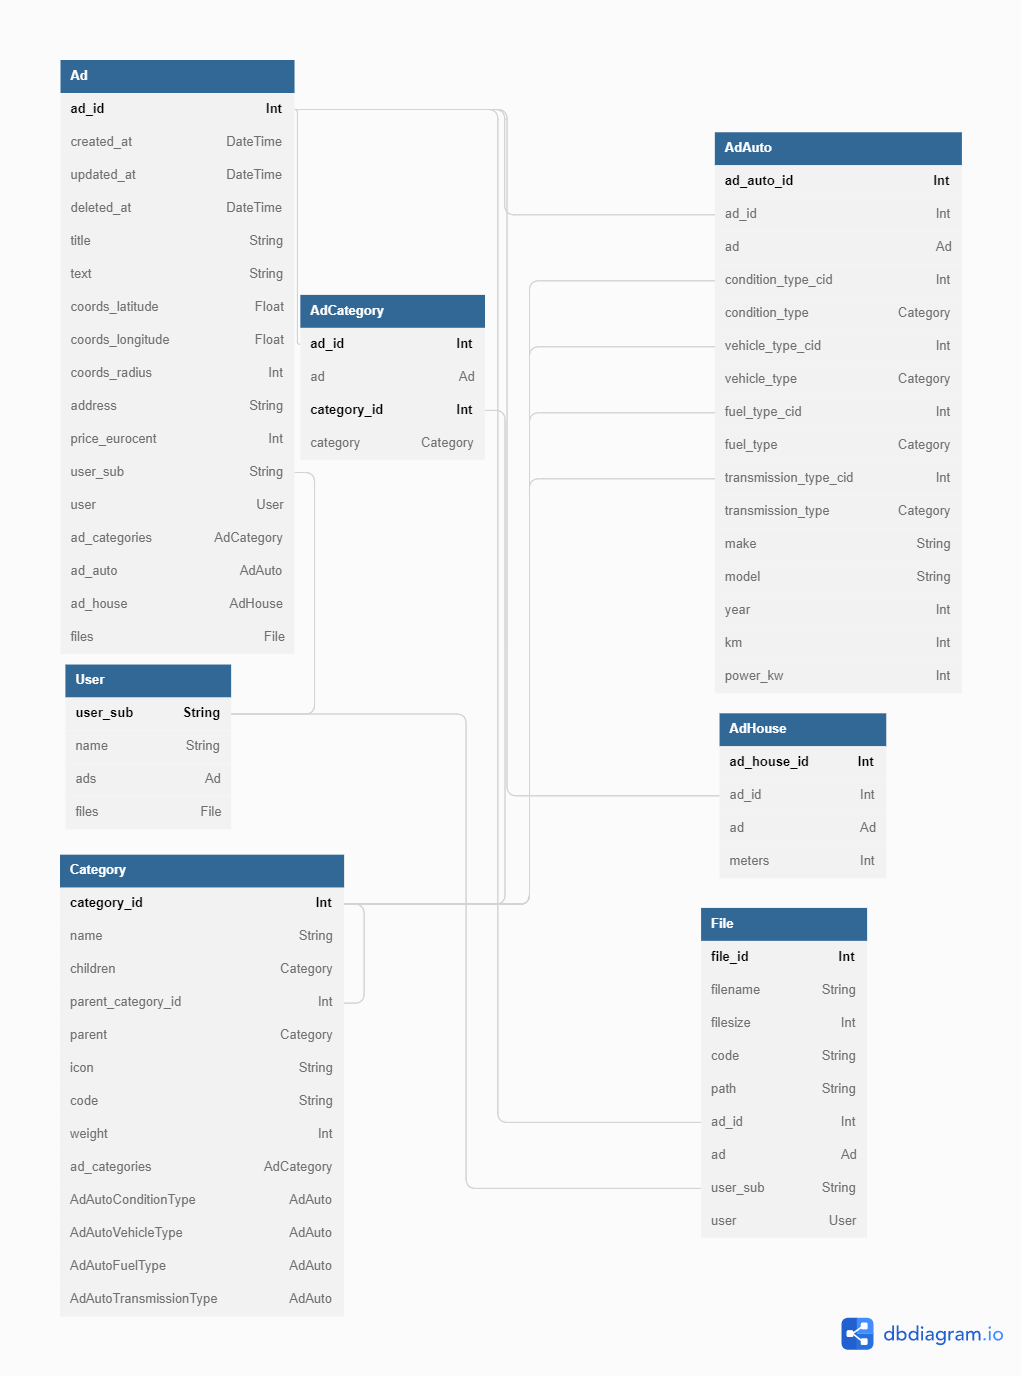 Ad
ad_id Int
created_at DateTime
updated_at DateTime
deleted_at DateTime
title String
text String
coords_latitude Float
coords_longitude Float
coords_radius Int
address String
price_eurocent Int
user_sub String
user User
ad_categories AdCategory
ad_auto AdAuto
ad_house AdHouse
files File
AdCategory
ad_id Int
ad Ad
category_id Int
category Category
User
user_sub String
name String
ads Ad
files File
Category
category_id Int
name String
children Category
parent_category_id Int
parent Category
icon String
code String
weight Int
ad_categories AdCategory
AdAutoConditionType AdAuto
AdAutoVehicleType AdAuto
AdAutoFuelType AdAuto
AdAutoTransmissionType AdAuto
AdAuto
ad_auto_id Int
ad_id Int
ad Ad
condition_type_cid Int
condition_type Category
vehicle_type_cid Int
vehicle_type Category
fuel_type_cid Int
fuel_type Category
transmission_type_cid Int
transmission_type Category
make String
model String
year Int
km Int
power_kw Int
AdHouse
ad_house_id Int
ad_id Int
ad Ad
meters Int
File
file_id Int
filename String
filesize Int
code String
path String
ad_id Int
ad Ad
user_sub String
user User
dbdiagram.io